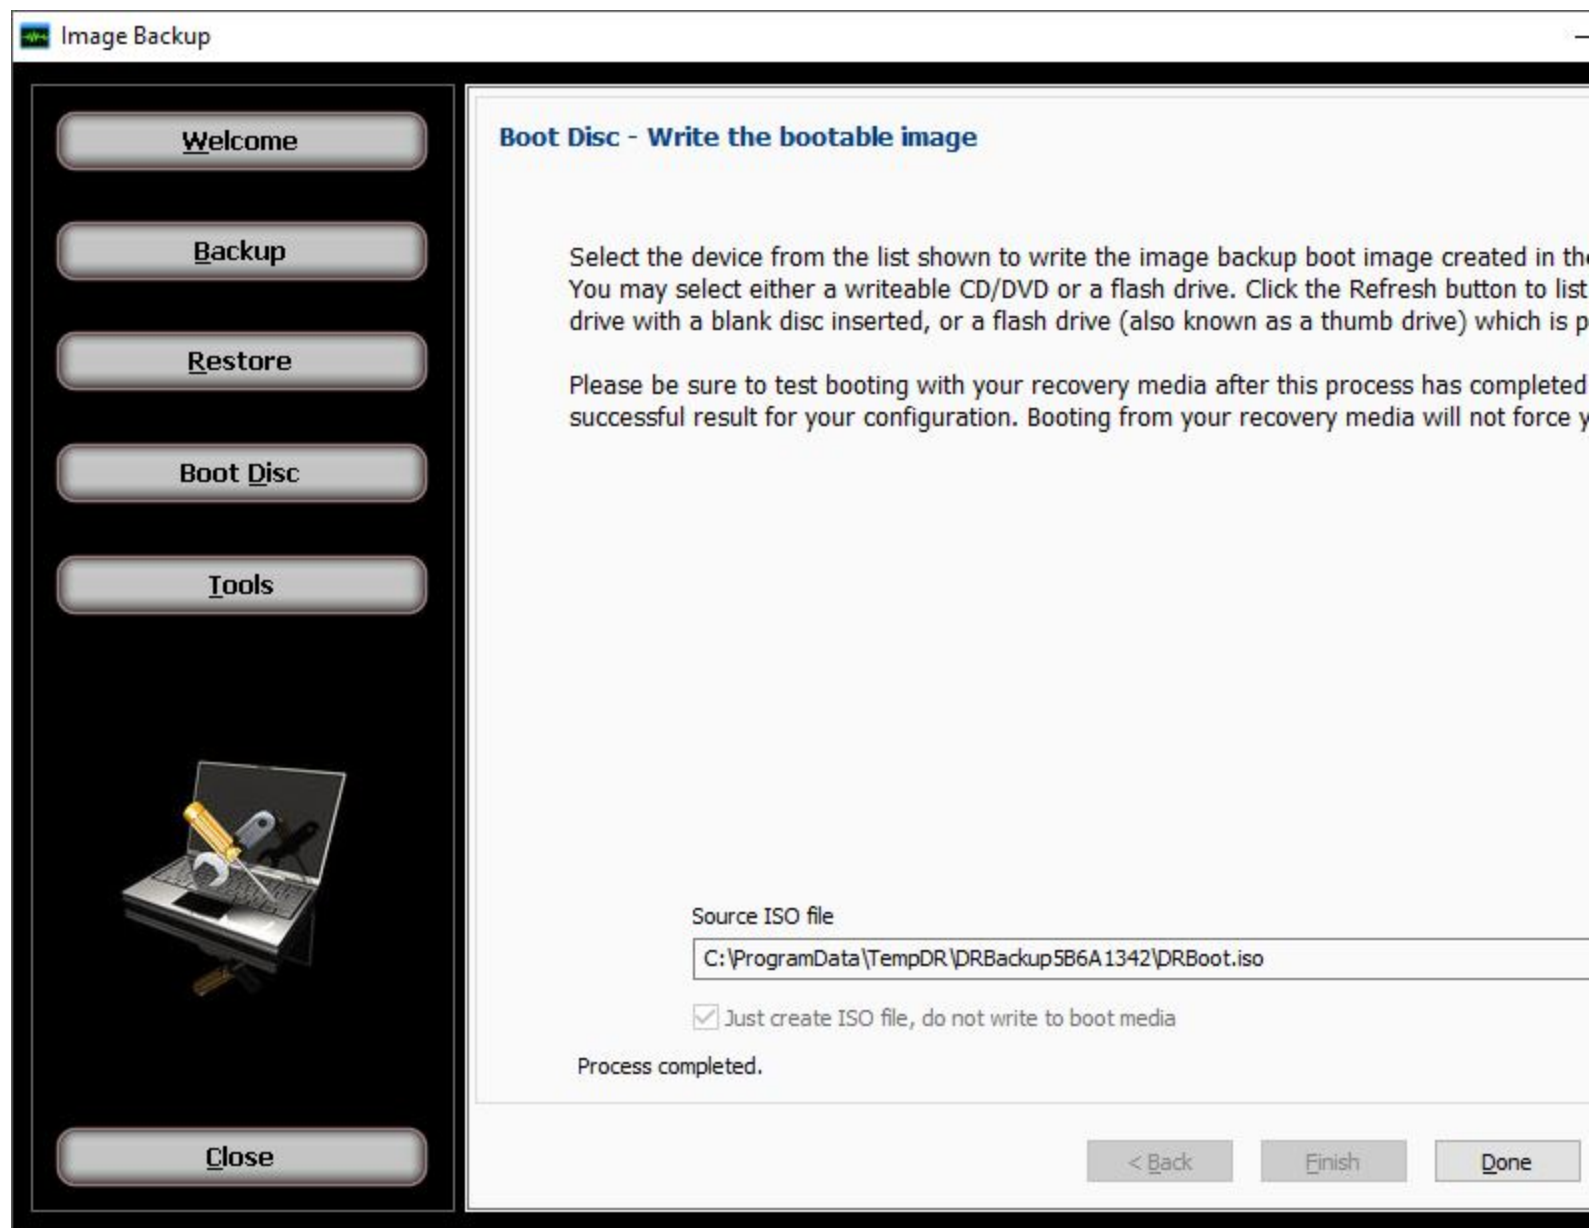 Image Backup
Welcome
Backup
Restore
Boot Disc
Tools
Close
Boot Disc - Write the bootable image
Select the device from the list shown to write the image backup boot image created in the
You may select either a writeable CD/DVD or a flash drive. Click the Refresh button to list
drive with a blank disc inserted, or a flash drive (also known as a thumb drive) which is
Please be sure to test booting with your recovery media after this process has completed
successful result for your configuration. Booting from your recovery media will not force
Source ISO file
C:\ProgramData\TempDR\DRBackup5B6A1342\DRBoot.iso
Just create ISO file, do not write to boot media
Process completed.
< Back
Finish
Done